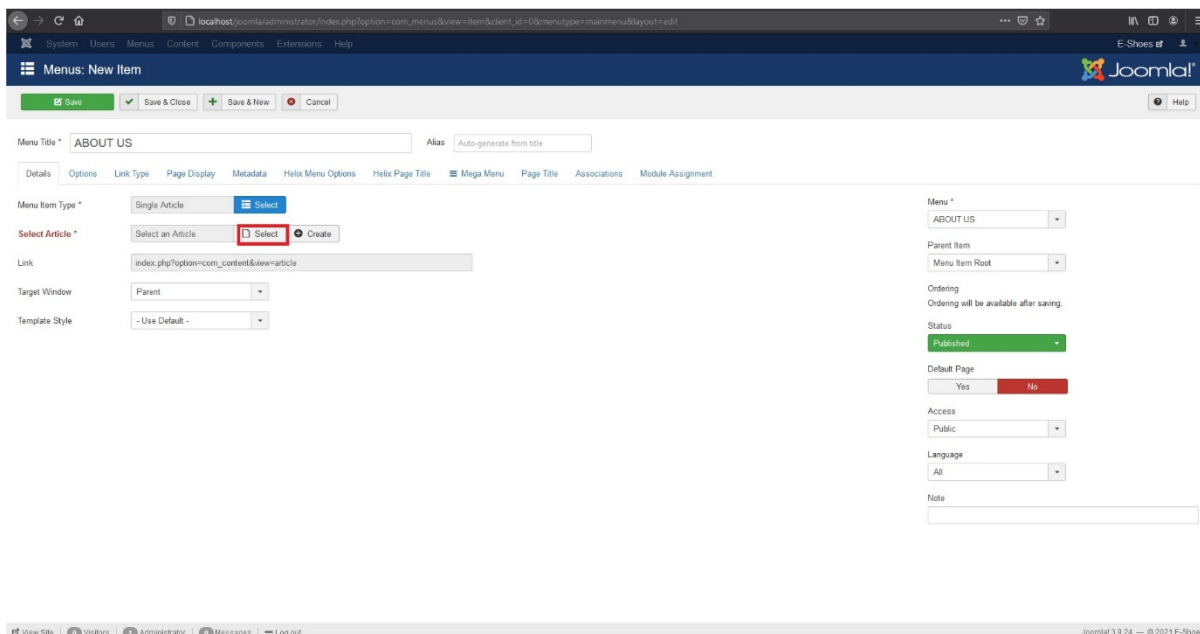 localhost/joomla/administrator/index.php?option=com_menus&view=item&client_id=0&menutype=mainmenu&layout=edit
System Users Menus Content Components Extensions Help E-Shoes
Menus: New Item Joomla!
Save Save & Close Save & New Cancel Help
Menu Title * ABOUT US Alias Auto-generate from title
Details Options Link Type Page Display Metadata Helix Menu Options Helix Page Title Mega Menu Page Title Associations Module Assignment
Menu Item Type * Single Article Select
Select Article * Select an Article Select Create
Link index.php?option=com_content&view=article
Target Window Parent
Template Style - Use Default -
Menu *
ABOUT US
Parent Item
Menu Item Root
Ordering
Ordering will be available after saving.
Status
Published
Default Page
Yes No
Access
Public
Language
All
Note
View Site 0 Visitors 1 Administrator 0 Messages Log out Joomla! 3.9.24 — © 2021 E-Shoes